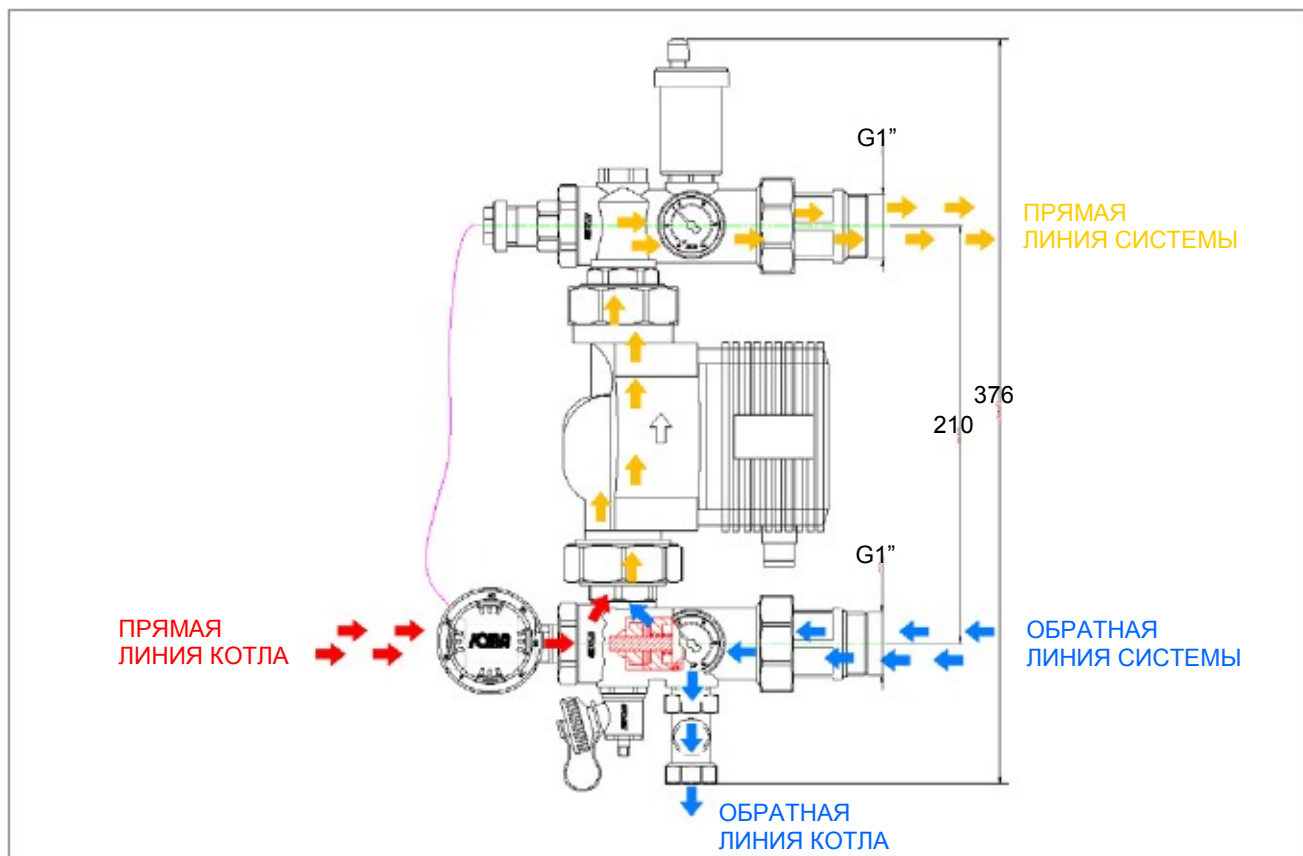 G1”
ПРЯМАЯ
ЛИНИЯ СИСТЕМЫ
376
210
G1”
ПРЯМАЯ
ЛИНИЯ КОТЛА
ОБРАТНАЯ
ЛИНИЯ СИСТЕМЫ
ОБРАТНАЯ
ЛИНИЯ КОТЛА